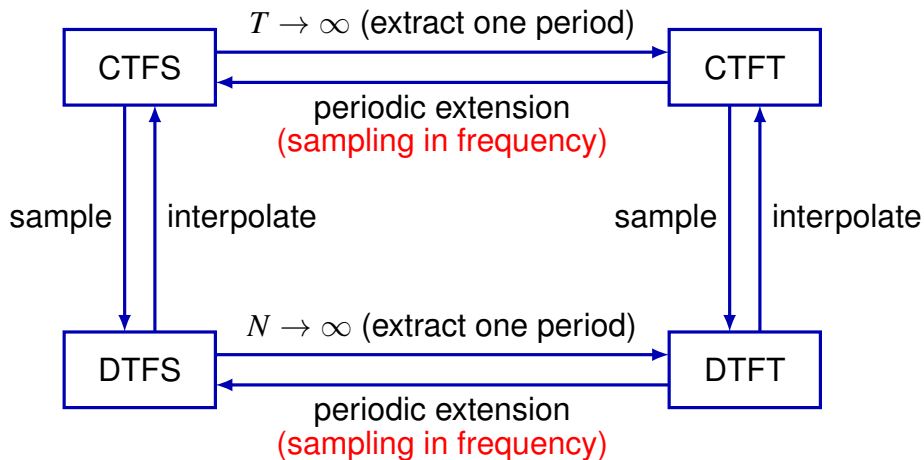 T → ∞ (extract one period)
CTFS
CTFT
periodic extension
(sampling in frequency)
sample
interpolate
sample
interpolate
N → ∞ (extract one period)
DTFS
DTFT
periodic extension
(sampling in frequency)